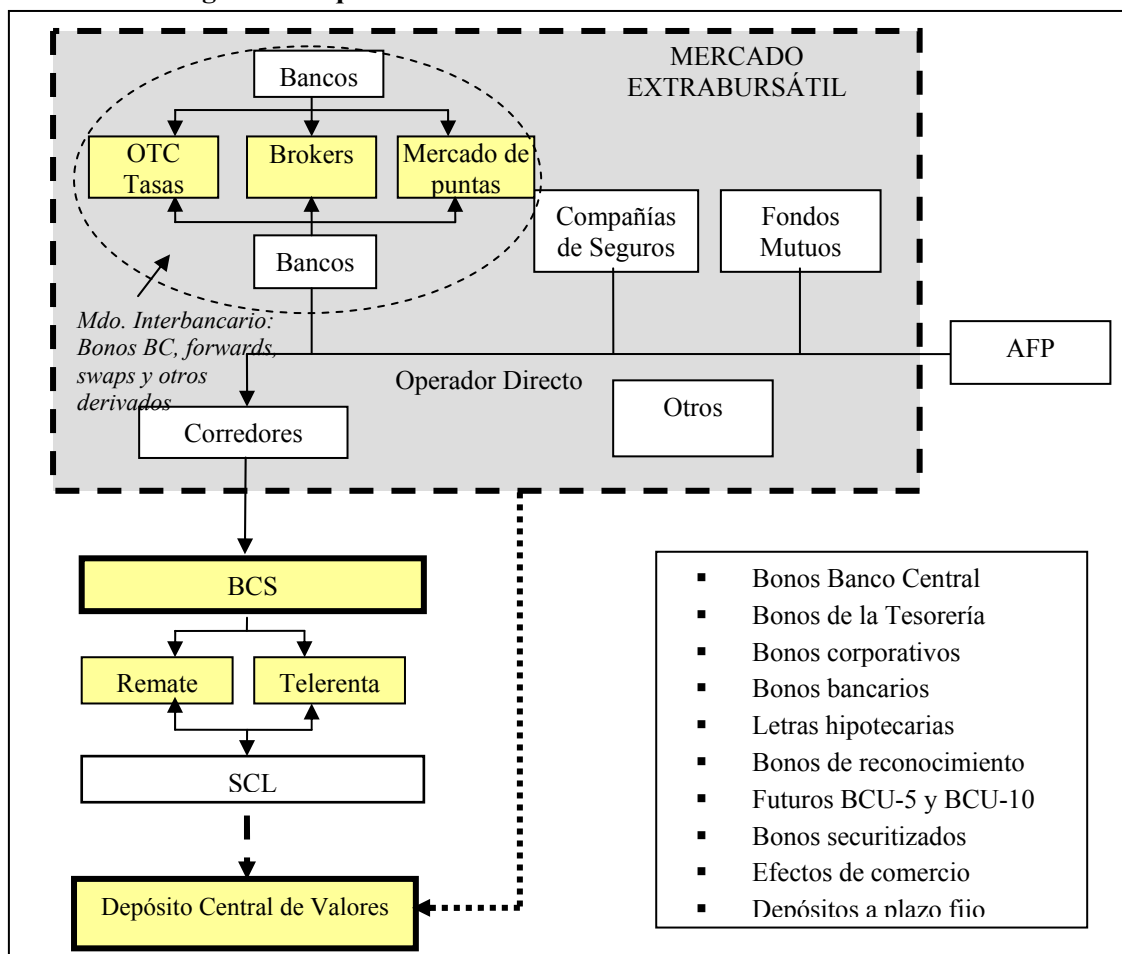 MERCADO
EXTRABURSÁTIL
Bancos
OTC
Tasas
Brokers
Mercado de
puntas
Bancos
Compañías
de Seguros
Fondos
Mutuos
Mdo. Interbancario:
Bonos BC, forwards,
swaps y otros
derivados
AFP
Operador Directo
Otros
Corredores
BCS
Remate
Telerenta
SCL
Depósito Central de Valores
▪ Bonos Banco Central
▪ Bonos de la Tesorería
▪ Bonos corporativos
▪ Bonos bancarios
▪ Letras hipotecarias
▪ Bonos de reconocimiento
▪ Futuros BCU-5 y BCU-10
▪ Bonos securitizados
▪ Efectos de comercio
▪ Depósitos a plazo fijo